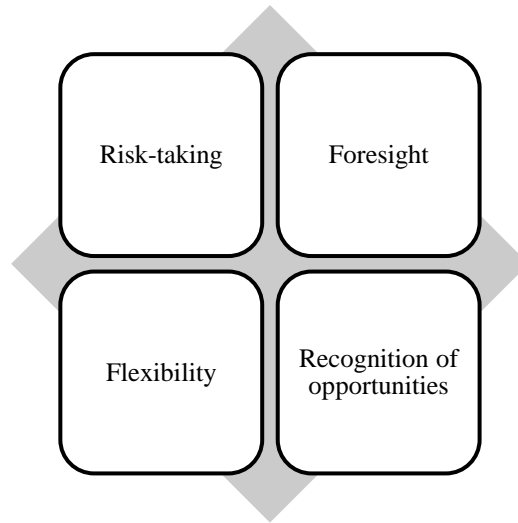 Risk-taking
Foresight
Flexibility
Recognition of
opportunities